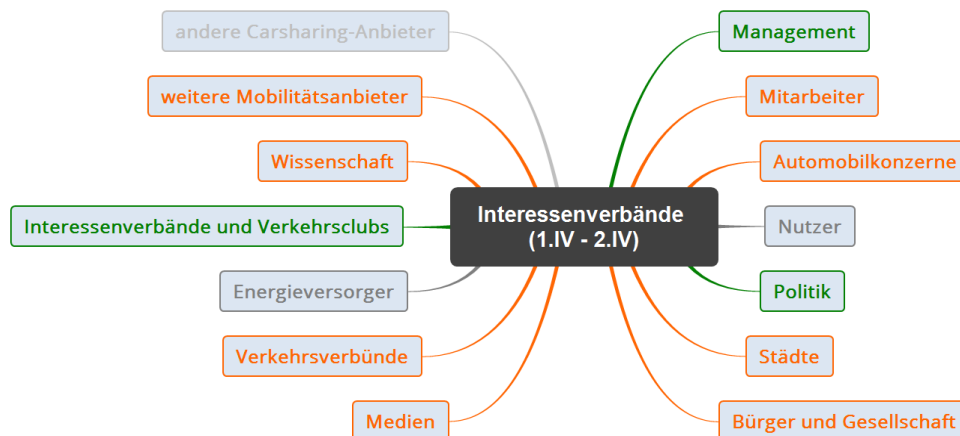 andere Carsharing-Anbieter
weitere Mobilitätsanbieter
Wissenschaft
Interessenverbände und Verkehrsclubs
Energieversorger
Verkehrsverbünde
Medien
Interessenverbände
(1.IV - 2.IV)
Management
Mitarbeiter
Automobilkonzerne
Nutzer
Politik
Städte
Bürger und Gesellschaft